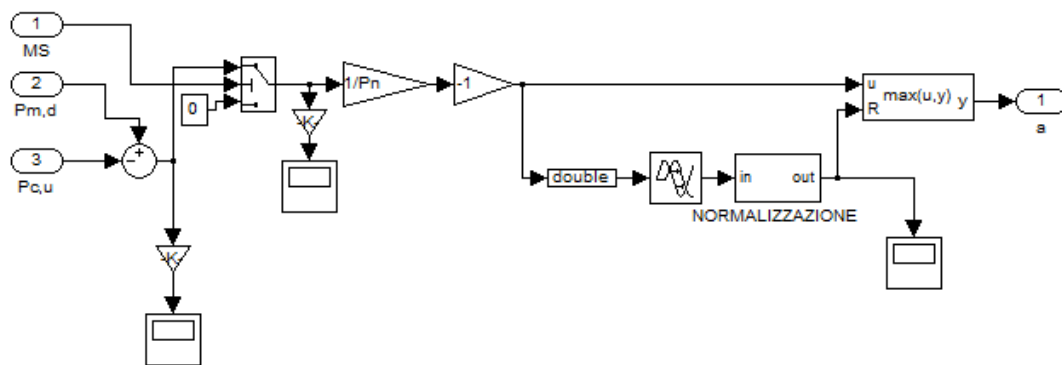 1
MS
2
Pm,d
3
Pc,u
+
-
0
-K-
-K-
1/Pn
-1
double
in out
NORMALIZZAZIONE
u
R
max(u,y)
y
1
a